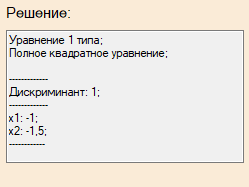 Решение:
Уравнение 1 типа;
Полное квадратное уравнение;
-------------
Дискриминант: 1;
-------------
x1: -1;
x2: -1,5;
------------